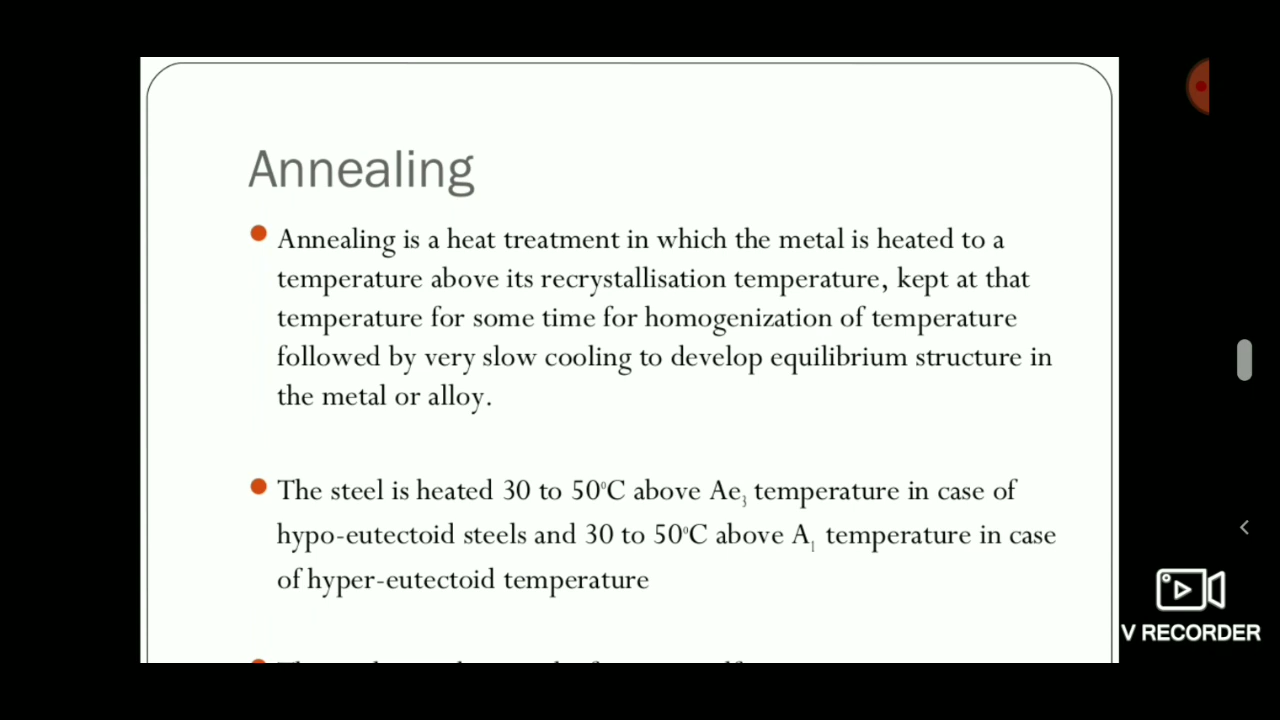 Annealing
Annealing is a heat treatment in which the metal is heated to a
temperature above its recrystallisation temperature, kept at that
temperature for some time for homogenization of temperature
followed by very slow cooling to develop equilibrium structure in
the metal or alloy.
The steel is heated 30 to 50⁰C above Ae₃ temperature in case of
hypo-eutectoid steels and 30 to 50⁰C above A₁ temperature in case
of hyper-eutectoid temperature
V RECORDER